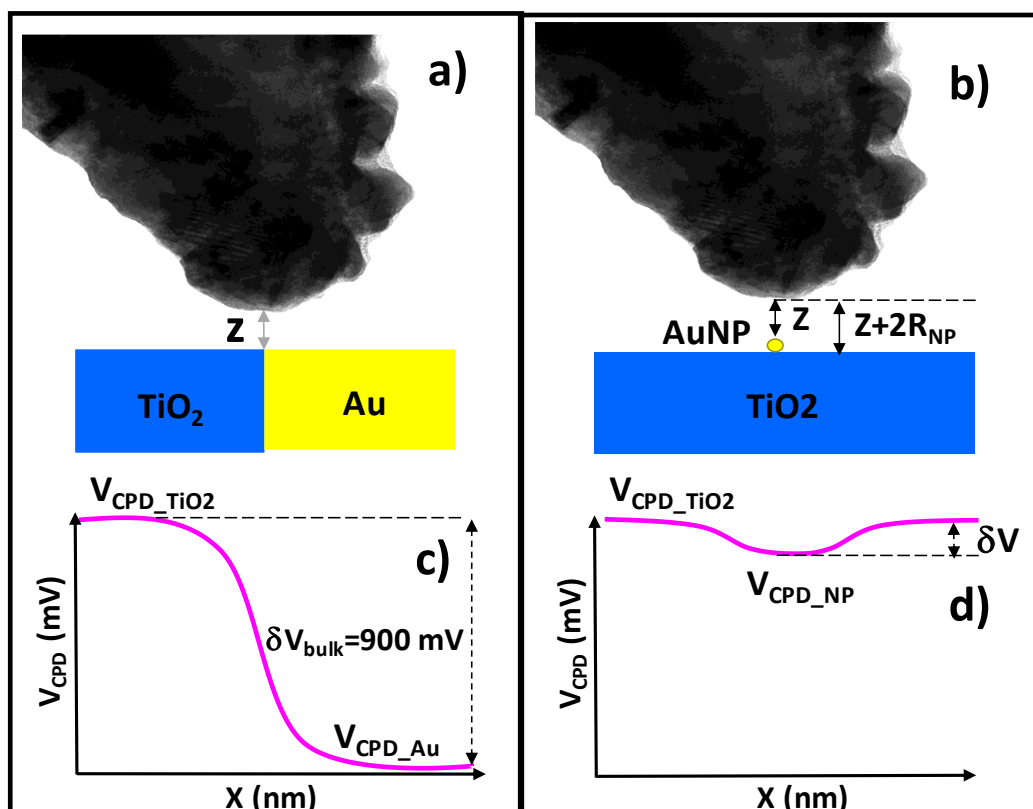 a)
Z
TiO₂
Au
V_CPD_TiO2
c)
δV_bulk=900 mV
V_CPD_Au
V_CPD (mV)
X (nm)
b)
AuNP
Z
Z+2R_NP
TiO2
V_CPD_TiO2
δV
V_CPD_NP
d)
V_CPD (mV)
X (nm)